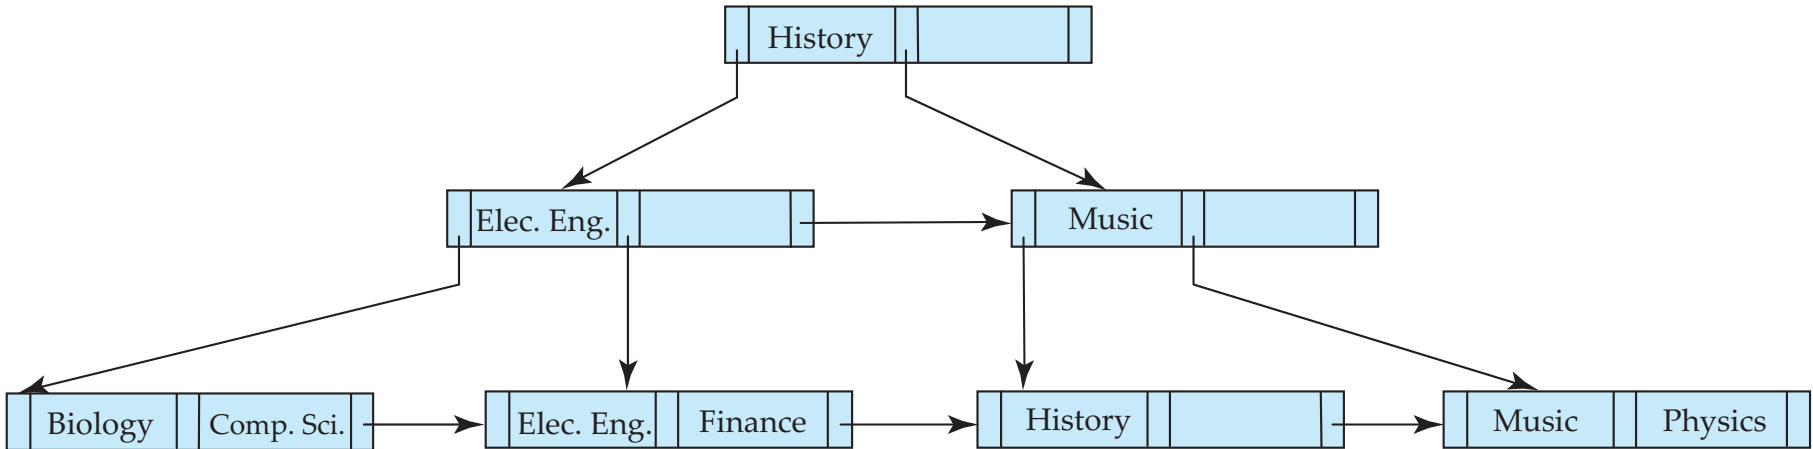 History
Elec. Eng. Music
Biology Comp. Sci. Elec. Eng. Finance History Music Physics